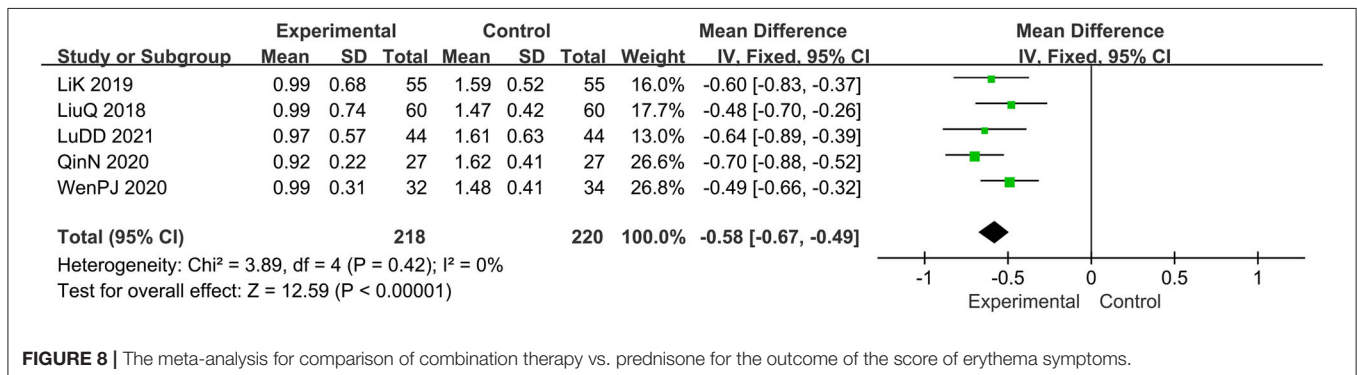 Experimental Control Mean Difference Mean Difference
Study or Subgroup Mean SD Total Mean SD Total Weight IV, Fixed, 95% CI IV, Fixed, 95% CI
LiK 2019 0.99 0.68 55 1.59 0.52 55 16.0% -0.60 [-0.83, -0.37]
LiuQ 2018 0.99 0.74 60 1.47 0.42 60 17.7% -0.48 [-0.70, -0.26]
LuDD 2021 0.97 0.57 44 1.61 0.63 44 13.0% -0.64 [-0.89, -0.39]
QinN 2020 0.92 0.22 27 1.62 0.41 27 26.6% -0.70 [-0.88, -0.52]
WenPJ 2020 0.99 0.31 32 1.48 0.41 34 26.8% -0.49 [-0.66, -0.32]
Total (95% CI) 218 220 100.0% -0.58 [-0.67, -0.49]
Heterogeneity: Chi² = 3.89, df = 4 (P = 0.42); I² = 0%
Test for overall effect: Z = 12.59 (P < 0.00001)
-1 -0.5 0 0.5 1
Experimental Control
FIGURE 8 | The meta-analysis for comparison of combination therapy vs. prednisone for the outcome of the score of erythema symptoms.